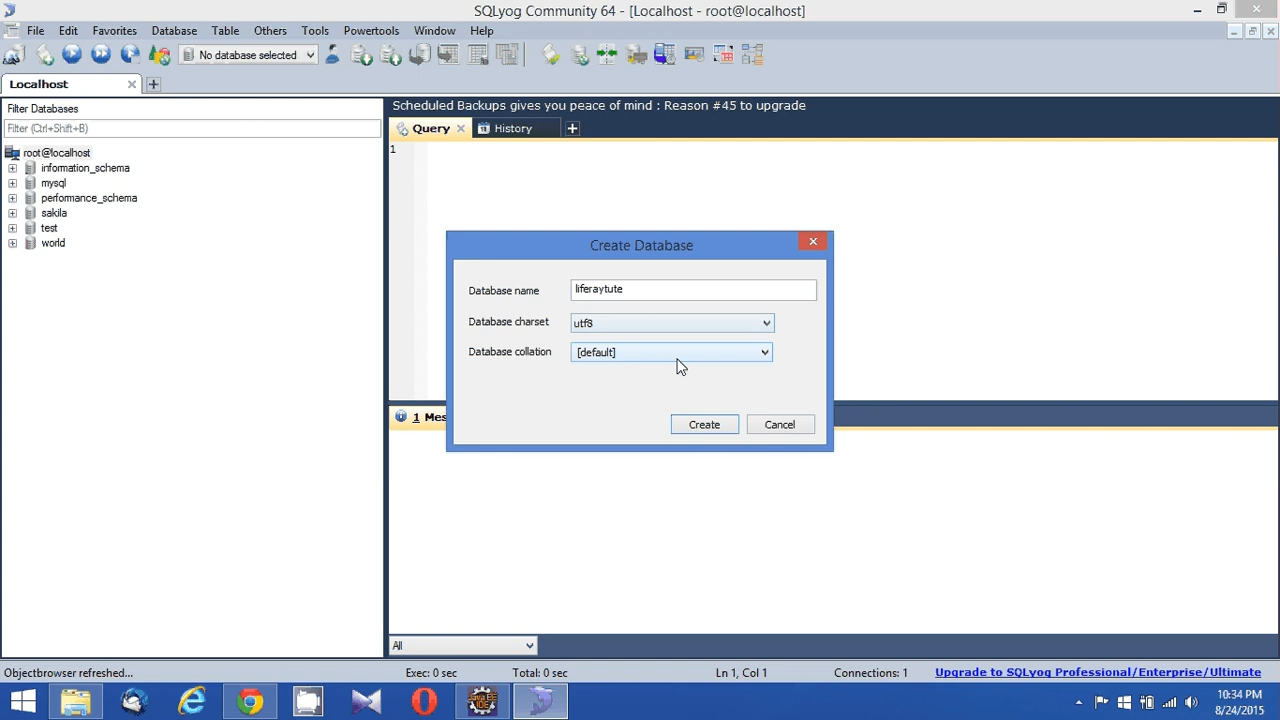 SQLyog Community 64 - [Localhost - root@localhost]
File Edit Favorites Database Table Others Tools Powertools Window Help
No database selected
Localhost
Filter Databases
Filter (Ctrl+Shift+B)
root@localhost
information_schema
mysql
performance_schema
sakila
test
world
Scheduled Backups gives you peace of mind : Reason #45 to upgrade
Query History
1
Create Database
Database name liferaytute
Database charset utf8
Database collation [default]
Create Cancel
1 Mes
All
Objectbrowser refreshed... Exec: 0 sec Total: 0 sec Ln 1, Col 1 Connections: 1 Upgrade to SQLyog Professional/Enterprise/Ultimate
10:34 PM
8/24/2015